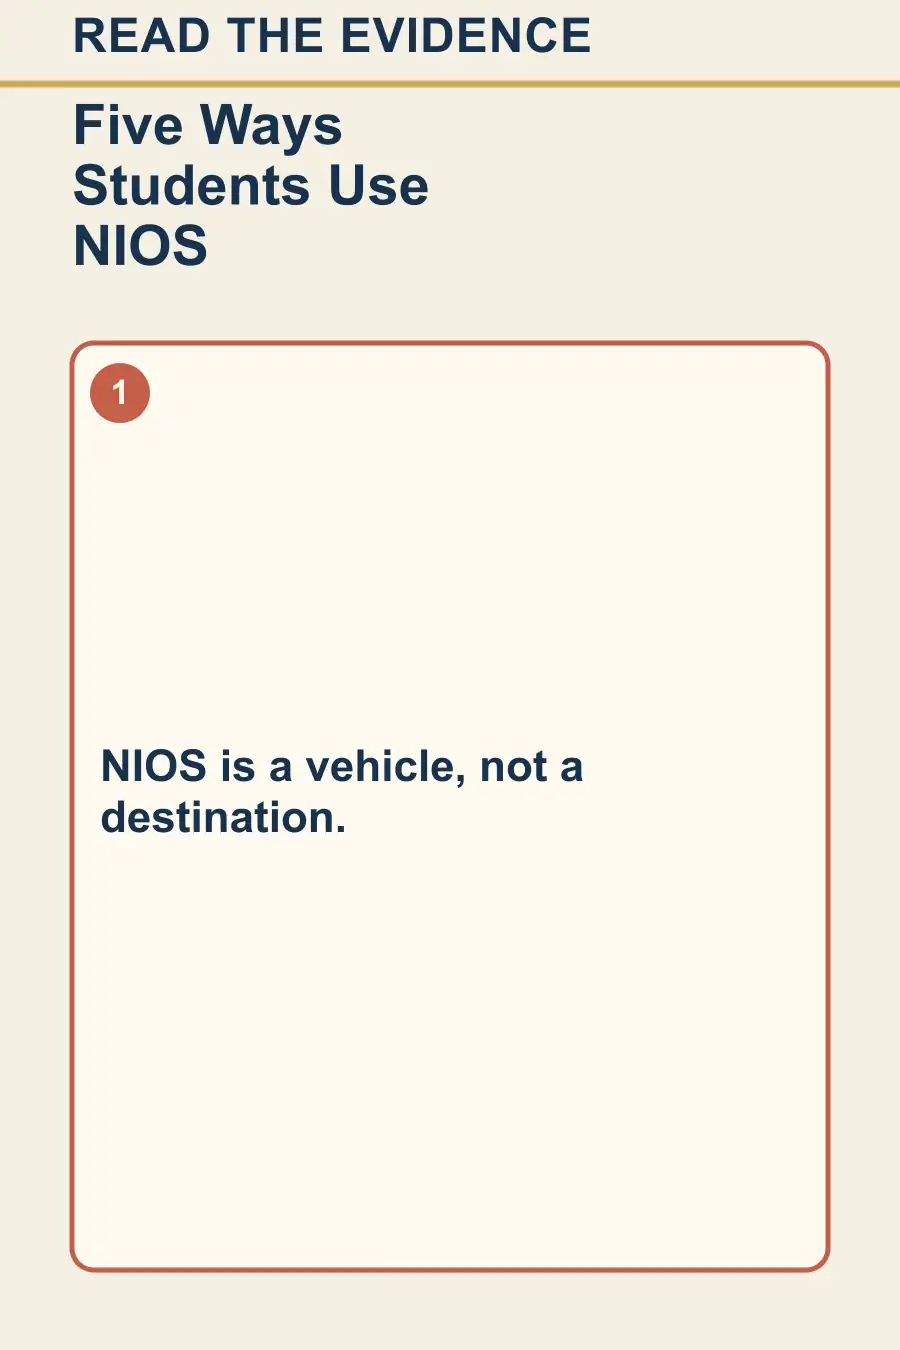 READ THE EVIDENCE
Five Ways
Students Use
NIOS
1
NIOS is a vehicle, not a
destination.